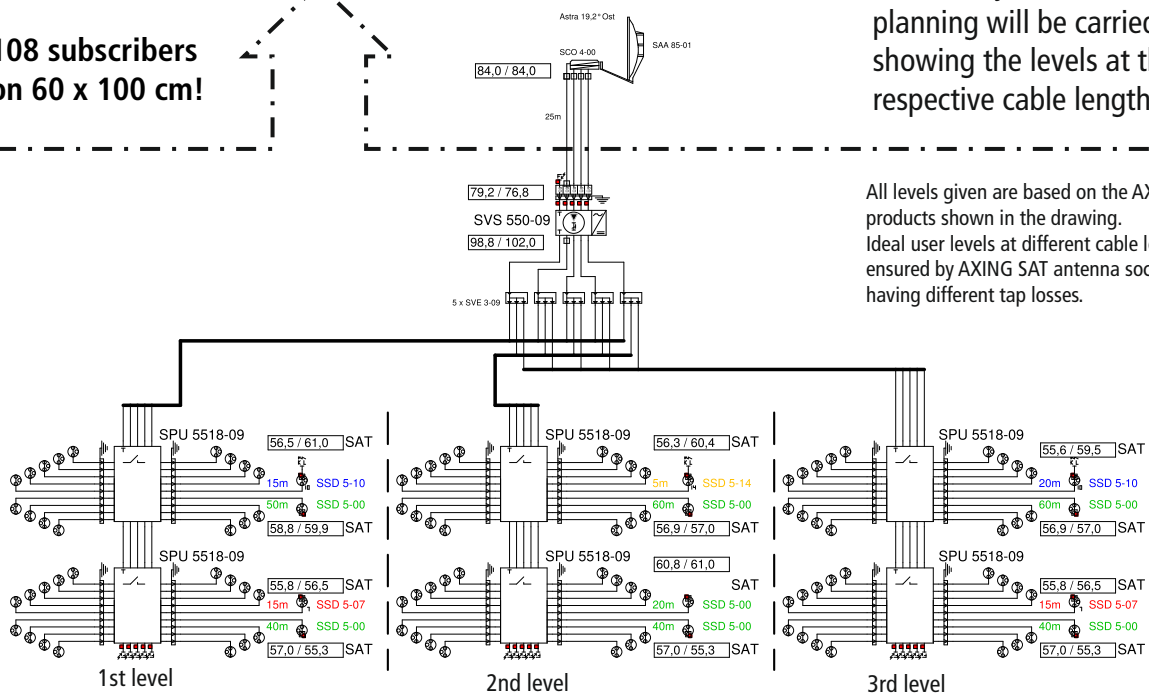 108 subscribers
on 60 x 100 cm!
Astra 19,2° Ost
SCO 4-00
SAA 85-01
84,0 / 84,0
25m
planning will be carried
showing the levels at th
respective cable length
79,2 / 76,8
SVS 550-09
98,8 / 102,0
5 x SVE 3-09
All levels given are based on the AX
products shown in the drawing.
Ideal user levels at different cable le
ensured by AXING SAT antenna soc
having different tap losses.
SPU 5518-09
56,5 / 61,0 SAT
15m SSD 5-10
50m SSD 5-00
58,8 / 59,9 SAT
SPU 5518-09
55,8 / 56,5 SAT
15m SSD 5-07
40m SSD 5-00
57,0 / 55,3 SAT
1st level
SPU 5518-09
56,3 / 60,4 SAT
5m SSD 5-14
60m SSD 5-00
56,9 / 57,0 SAT
SPU 5518-09
60,8 / 61,0
SAT
20m SSD 5-00
40m SSD 5-00
57,0 / 55,3 SAT
2nd level
SPU 5518-09
55,6 / 59,5 SAT
20m SSD 5-10
60m SSD 5-00
56,9 / 57,0 SAT
SPU 5518-09
55,8 / 56,5 SAT
15m SSD 5-07
40m SSD 5-00
57,0 / 55,3 SAT
3rd level